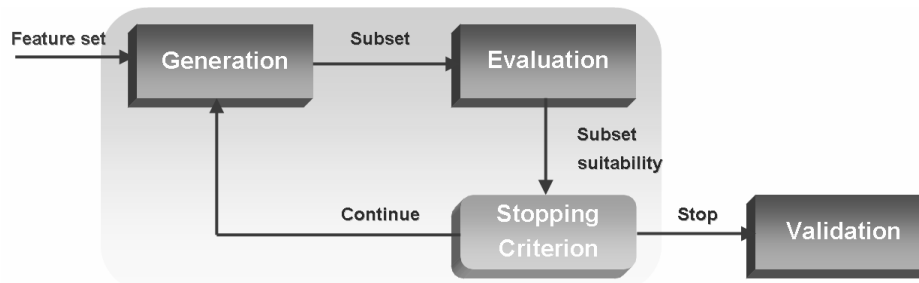 Feature set
Generation
Subset
Evaluation
Subset
suitability
Continue
Stopping
Criterion
Stop
Validation